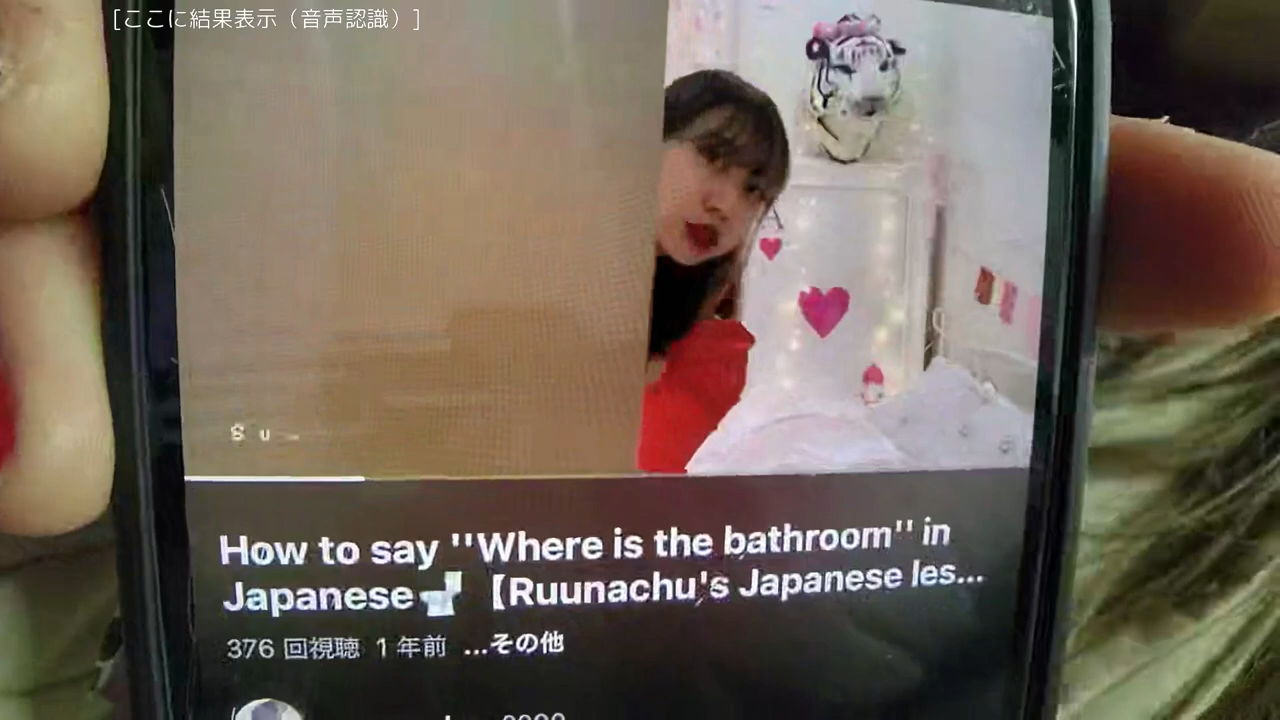 [ここに結果表示（音声認識）]
Su
How to say "Where is the bathroom" in
Japanese🚽【Ruunachu's Japanese les...
376 回視聴 1 年前 ...その他